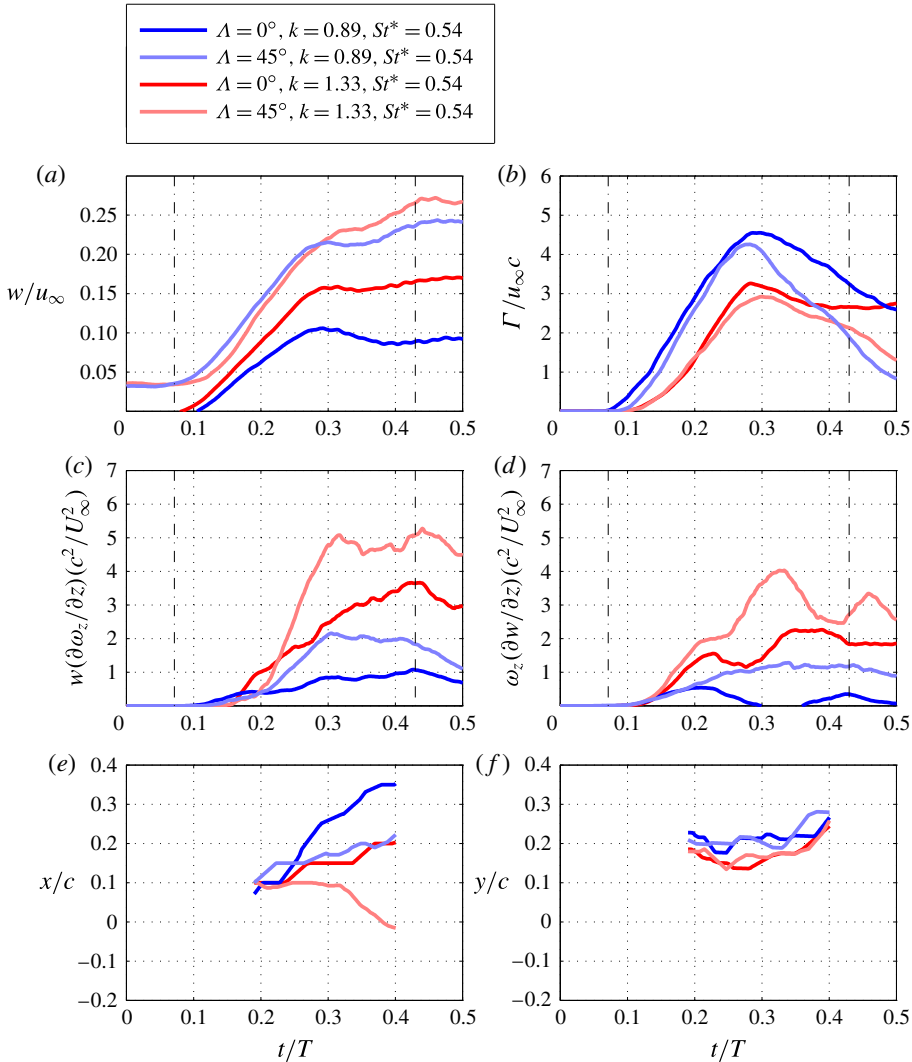 Λ = 0°, k = 0.89, St* = 0.54
Λ = 45°, k = 0.89, St* = 0.54
Λ = 0°, k = 1.33, St* = 0.54
Λ = 45°, k = 1.33, St* = 0.54
(a)
w/u∞
0.25
0.20
0.15
0.10
0.05
0 0.1 0.2 0.3 0.4 0.5
(b)
Γ/u∞c
6
5
4
3
2
1
0 0.1 0.2 0.3 0.4 0.5
(c)
w(∂ω_z/∂z)(c²/U²∞)
7
6
5
4
3
2
1
0 0.1 0.2 0.3 0.4 0.5
(d)
ω_z(∂w/∂z)(c²/U²∞)
7
6
5
4
3
2
1
0 0.1 0.2 0.3 0.4 0.5
(e)
x/c
0.4
0.3
0.2
0.1
0
−0.1
−0.2
0 0.1 0.2 0.3 0.4 0.5
t/T
(f)
y/c
0.4
0.3
0.2
0.1
0
−0.1
−0.2
0 0.1 0.2 0.3 0.4 0.5
t/T